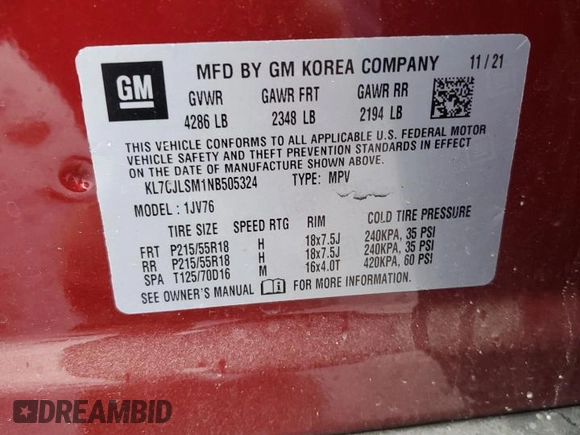 GM
MFD BY GM KOREA COMPANY 11/21
GVWR GAWR FRT GAWR RR
4286 LB 2348 LB 2194 LB
THIS VEHICLE CONFORMS TO ALL APPLICABLE U.S. FEDERAL MOTOR
VEHICLE SAFETY AND THEFT PREVENTION STANDARDS IN EFFECT
ON THE DATE OF MANUFACTURE SHOWN ABOVE.
KL7CJLSM1NB505324 TYPE: MPV
MODEL: 1JV76
TIRE SIZE SPEED RTG RIM COLD TIRE PRESSURE
FRT P215/55R18 H 18x7.5J 240KPA, 35 PSI
RR P215/55R18 H 18x7.5J 240KPA, 35 PSI
SPA T125/70D16 M 16x4.0T 420KPA, 60 PSI
SEE OWNER'S MANUAL FOR MORE INFORMATION.
DREAMBID